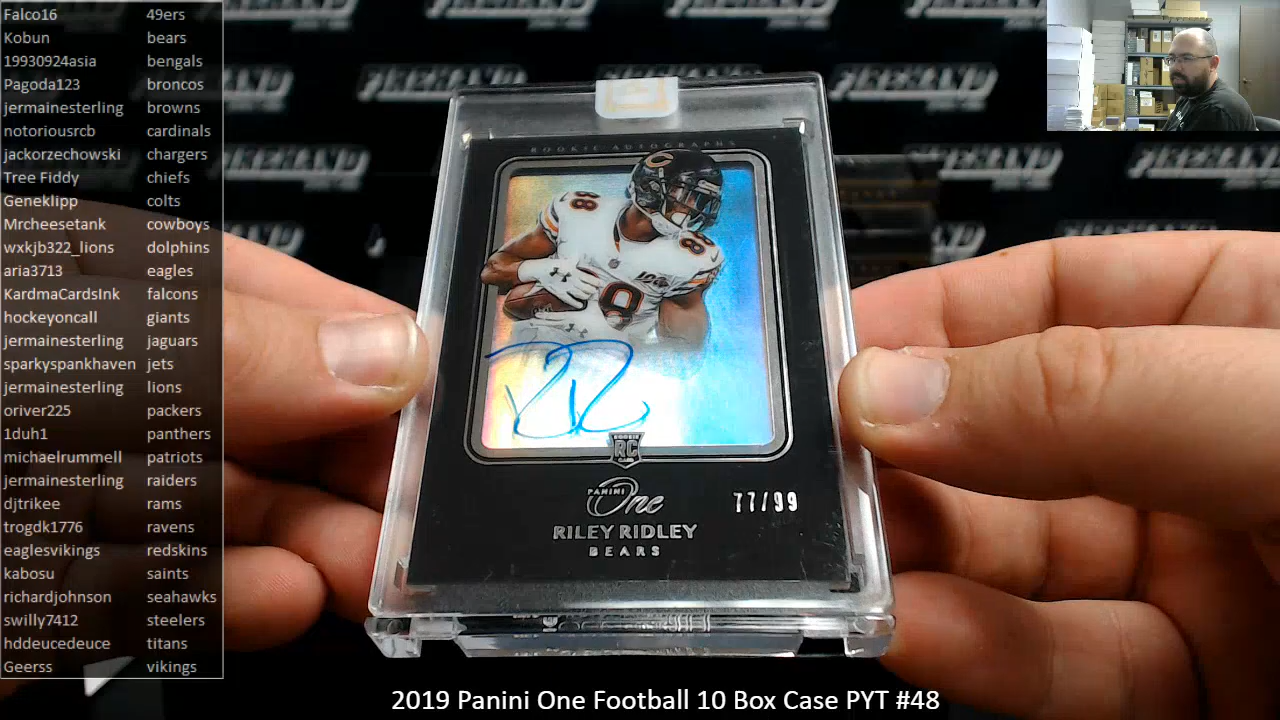 Falco16 49ers
Kobun bears
19930924asia bengals
Pagoda123 broncos
jermainesterling browns
notoriousrcb cardinals
jackorzechowski chargers
Tree Fiddy chiefs
Geneklipp colts
Mrcheesetank cowboys
wxkjb322_lions dolphins
aria3713 eagles
KardmaCardsInk falcons
hockeyoncall giants
jermainesterling jaguars
sparkyspankhaven jets
jermainesterling lions
oriver225 packers
1duh1 panthers
michaelrummell patriots
jermainesterling raiders
djtrikee rams
trogdk1776 ravens
eaglesvikings redskins
kabosu saints
richardjohnson seahawks
swilly7412 steelers
hddeucedeuce titans
Geerss vikings
ROOKIE AUTOGRAPHS
88
8
8
ROOKIE
RC
PANINI
One
77/99
RILEY RIDLEY
BEARS
2019 Panini One Football 10 Box Case PYT #48